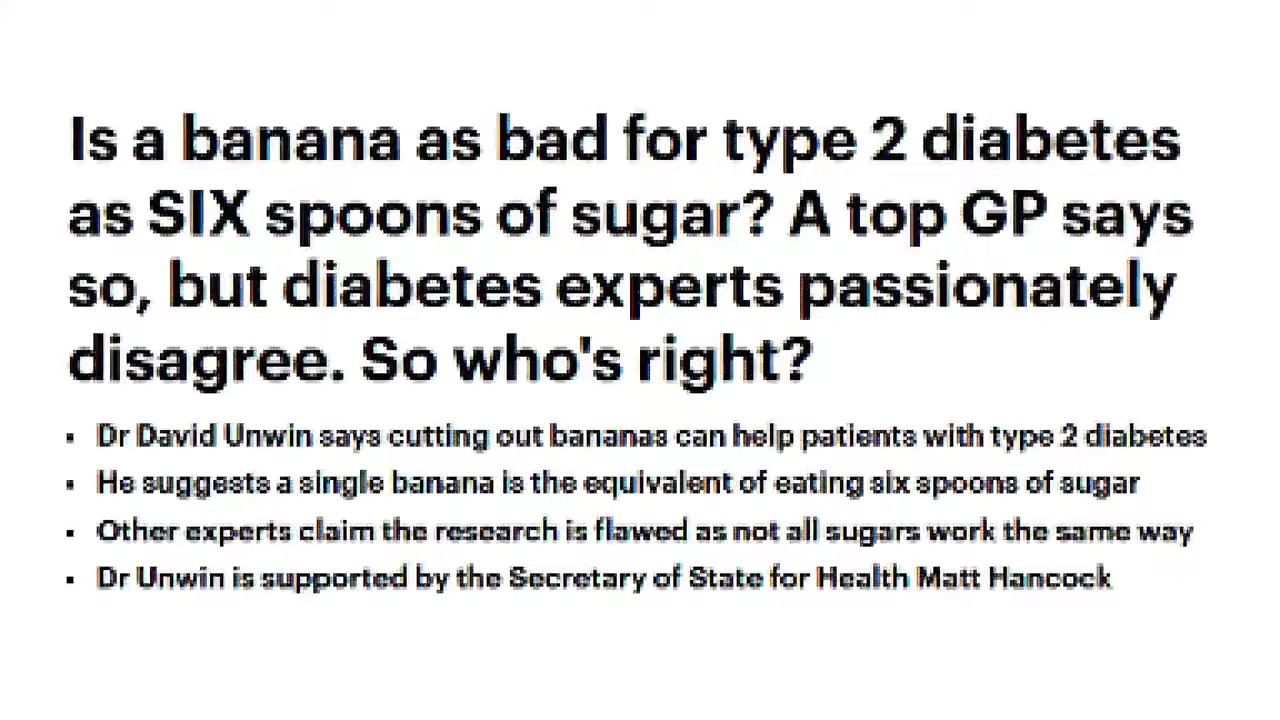 Is a banana as bad for type 2 diabetes
as SIX spoons of sugar? A top GP says
so, but diabetes experts passionately
disagree. So who's right?
▪ Dr David Unwin says cutting out bananas can help patients with type 2 diabetes
▪ He suggests a single banana is the equivalent of eating six spoons of sugar
▪ Other experts claim the research is flawed as not all sugars work the same way
▪ Dr Unwin is supported by the Secretary of State for Health Matt Hancock